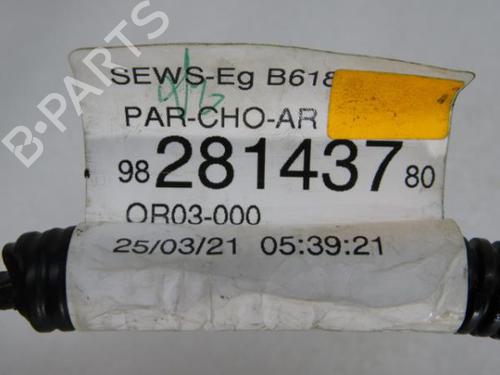 SEWS-Eg B618
PAR-CHO-AR
98 281437 80
OR03-000
25/03/21 05:39:21
B-PARTS